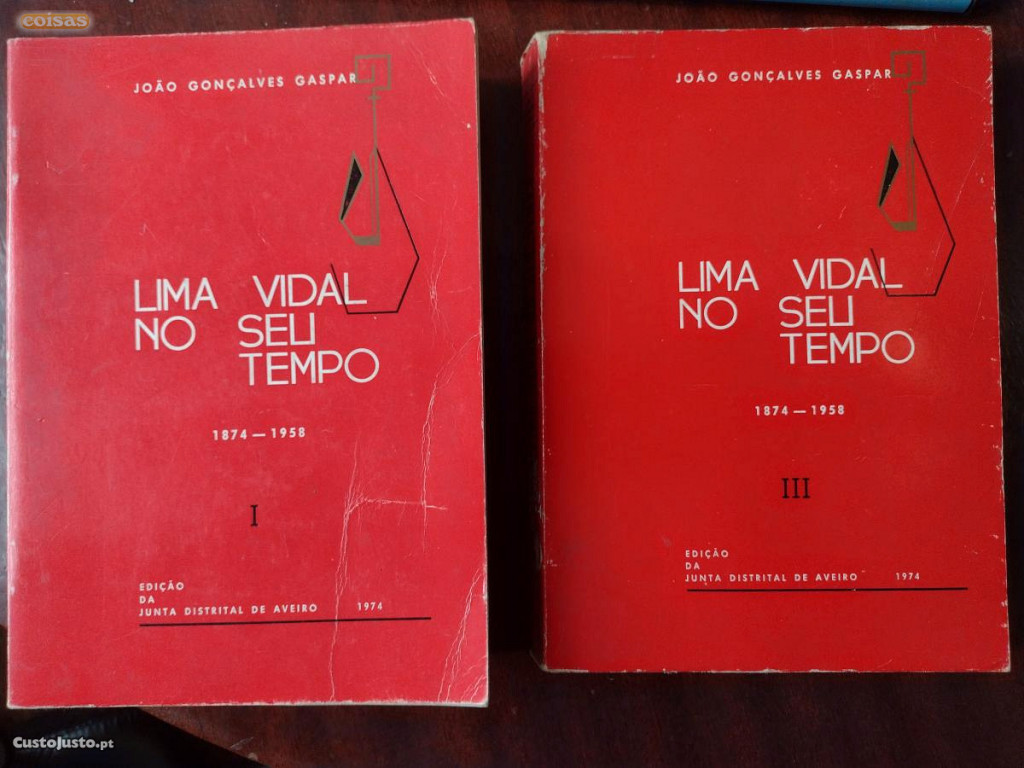 coisas
JOÃO GONÇALVES GASPAR
LIMA VIDAL
NO SEU
TEMPO
1874 — 1958
I
EDIÇÃO
DA
JUNTA DISTRITAL DE AVEIRO 1974
JOÃO GONÇALVES GASPAR
LIMA VIDAL
NO SEU
TEMPO
1874 — 1958
III
EDIÇÃO
DA
JUNTA DISTRITAL DE AVEIRO 1974
CustoJusto.pt